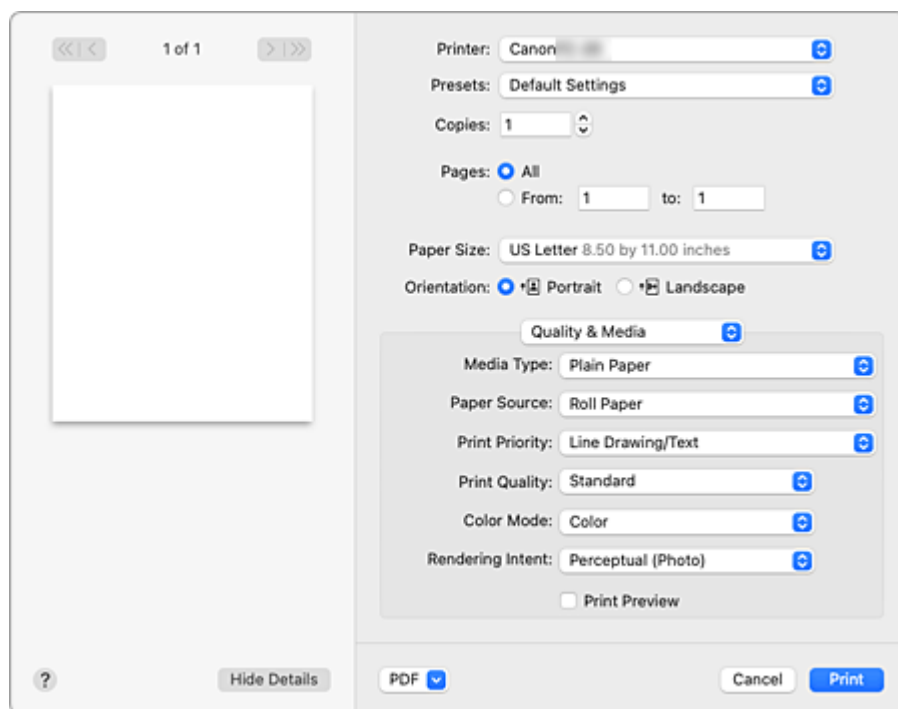 1 of 1
Printer: Canon
Presets: Default Settings
Copies: 1
Pages: All
From: 1 to: 1
Paper Size: US Letter 8.50 by 11.00 inches
Orientation: Portrait Landscape
Quality & Media
Media Type: Plain Paper
Paper Source: Roll Paper
Print Priority: Line Drawing/Text
Print Quality: Standard
Color Mode: Color
Rendering Intent: Perceptual (Photo)
Print Preview
? Hide Details PDF Cancel Print